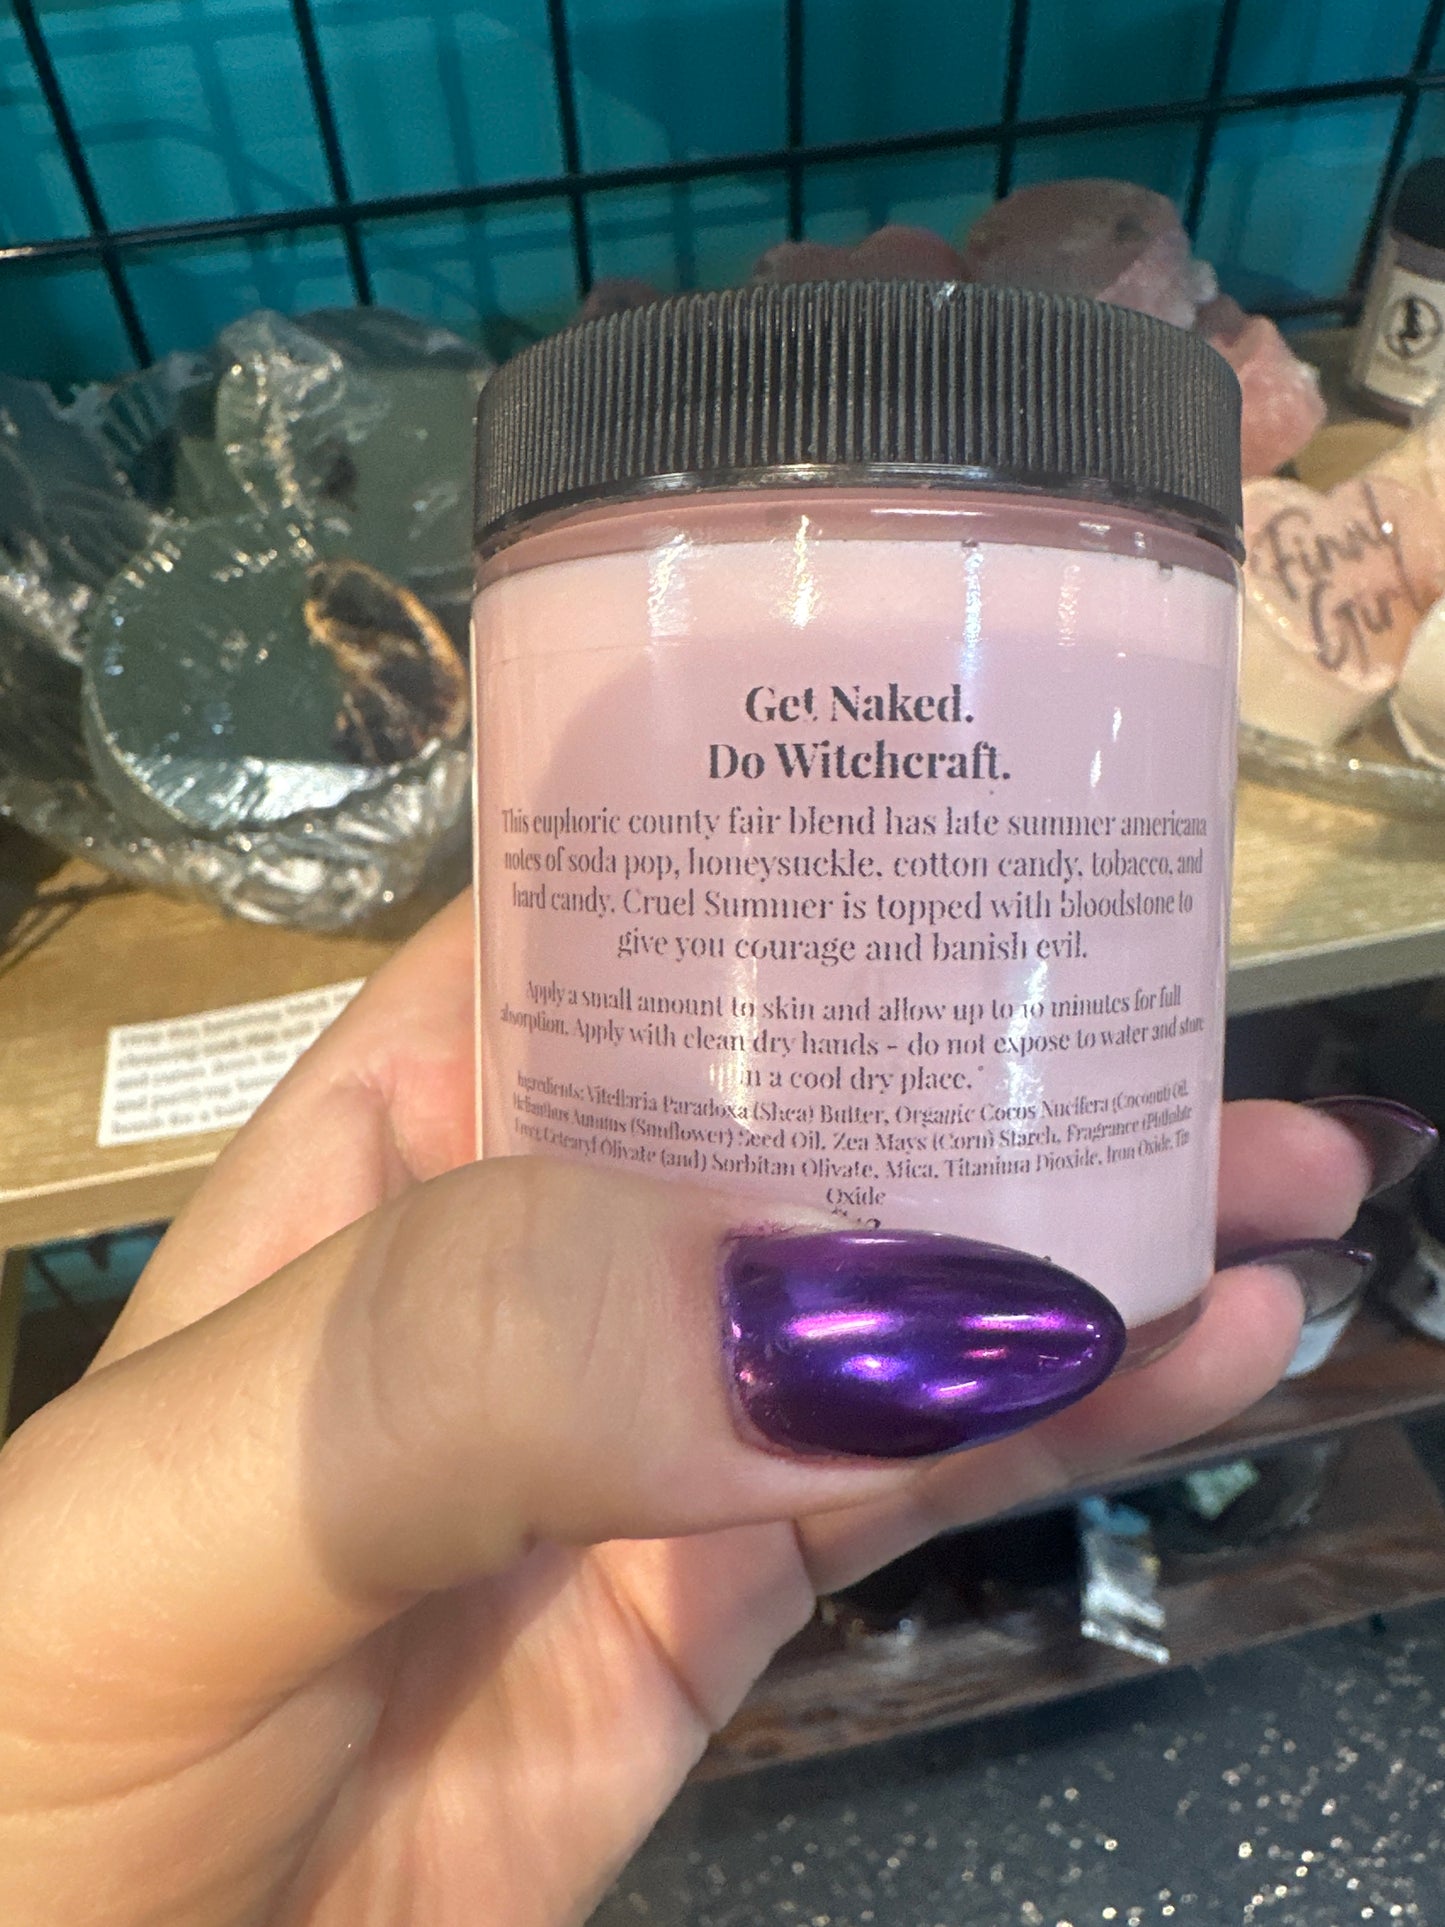 Get Naked.
Do Witchcraft.
This euphoric county fair blend has late summer americana
notes of soda pop, honeysuckle, cotton candy, tobacco, and
hard candy. Cruel Summer is topped with bloodstone to
give you courage and banish evil.
Apply a small amount to skin and allow up to 10 minutes for full
absorption. Apply with clean dry hands - do not expose to water and store
in a cool dry place.
Ingredients: Vitellaria Paradoxa (Shea) Butter, Organic Cocos Nucifera (Coconut) Oil,
Helianthus Annuus (Sunflower) Seed Oil, Zea Mays (Corn) Starch, Fragrance (Phthalate
Free), Cetearyl Olivate (and) Sorbitan Olivate, Mica, Titanium Dioxide, Iron Oxide, Tin
Oxide
Final
Girl